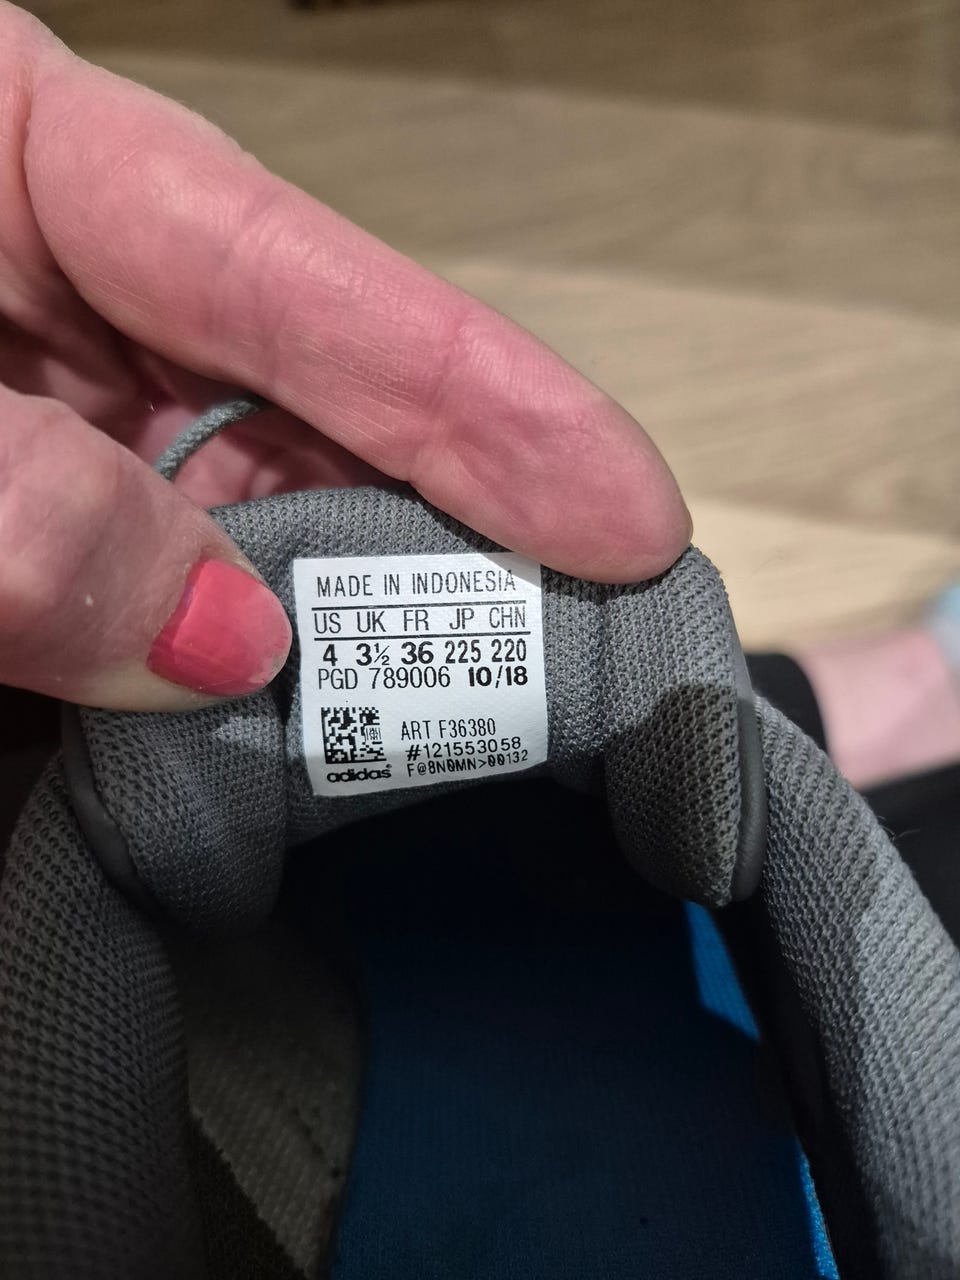 MADE IN INDONESIA
US UK FR JP CHN
4 3½ 36 225 220
PGD 789006 10/18
ART F36380
#121553058
F@8N0MN>00132
adidas